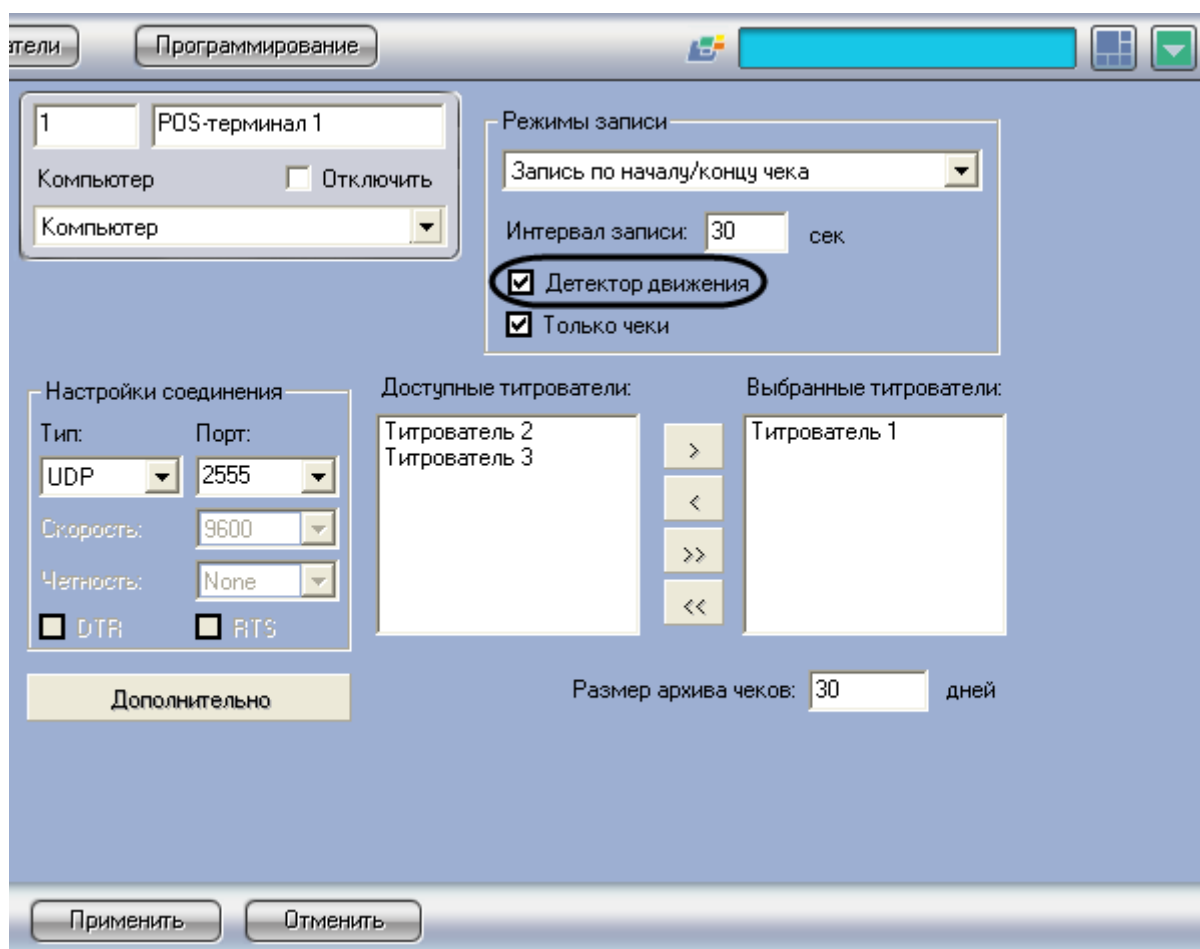 атели Программирование
1 POS-терминал 1
Компьютер Отключить
Компьютер
Режимы записи
Запись по началу/концу чека
Интервал записи: 30 сек
Детектор движения
Только чеки
Настройки соединения
Тип: Порт:
UDP 2555
Скорость: 9600
Четность: None
DTR RTS
Дополнительно
Доступные титрователи:
Титрователь 2
Титрователь 3
>
<
>>
<<
Выбранные титрователи:
Титрователь 1
Размер архива чеков: 30 дней
Применить Отменить